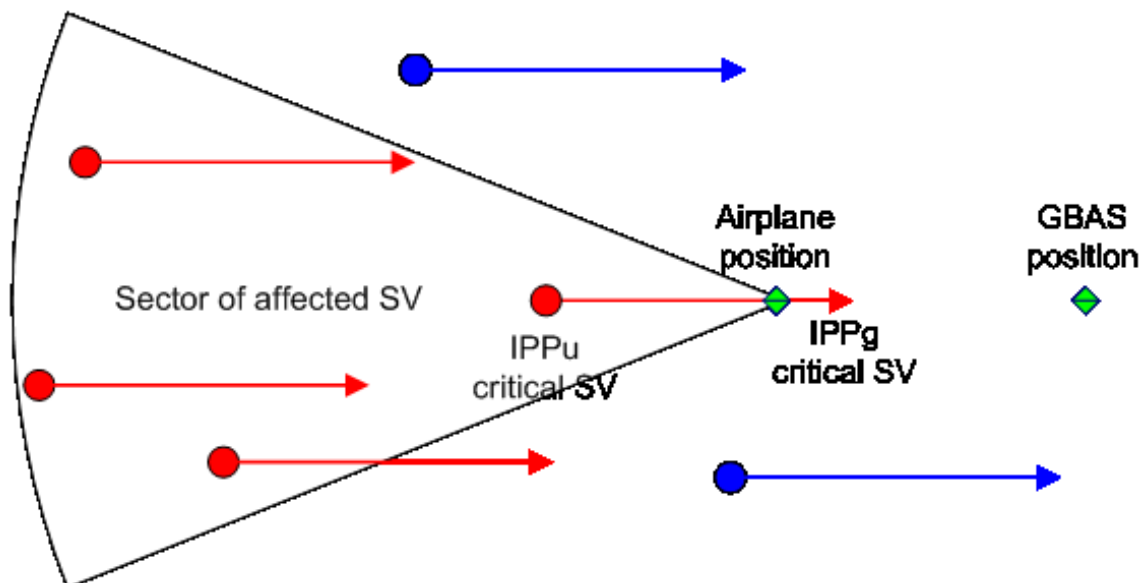 Airplane
position
GBAS
position
Sector of affected SV
IPPu
critical SV
IPPg
critical SV